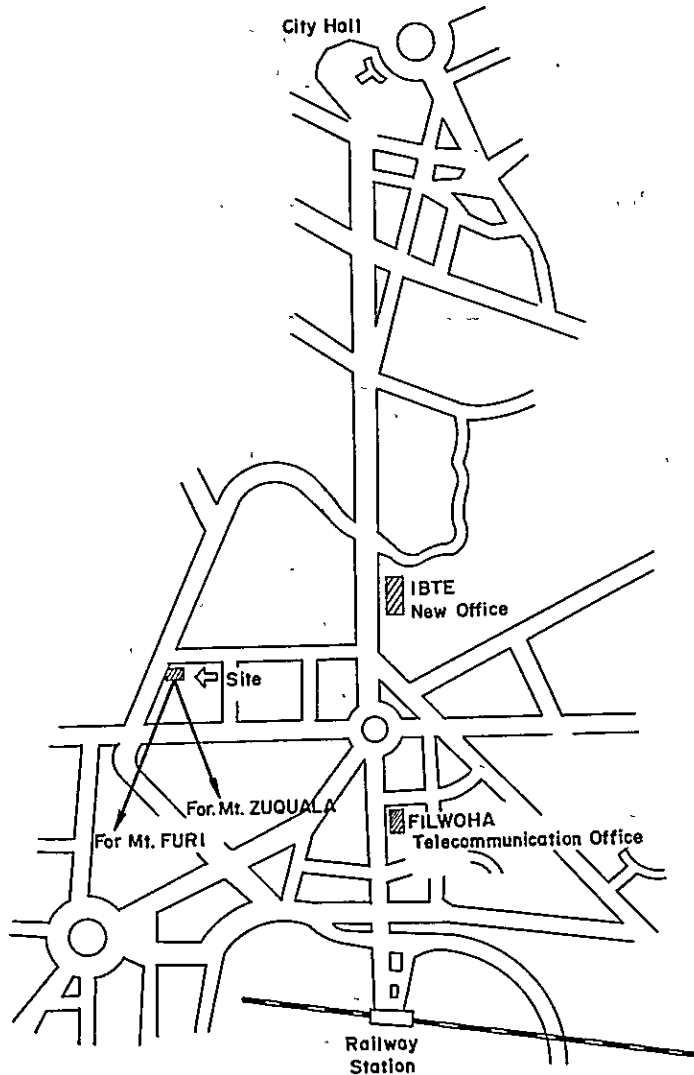 City Hall
IBTE
New Office
Site
For. Mt. ZUQUALA
For Mt. FURI
FILWOHA
Telecommunication Office
Railway
Station